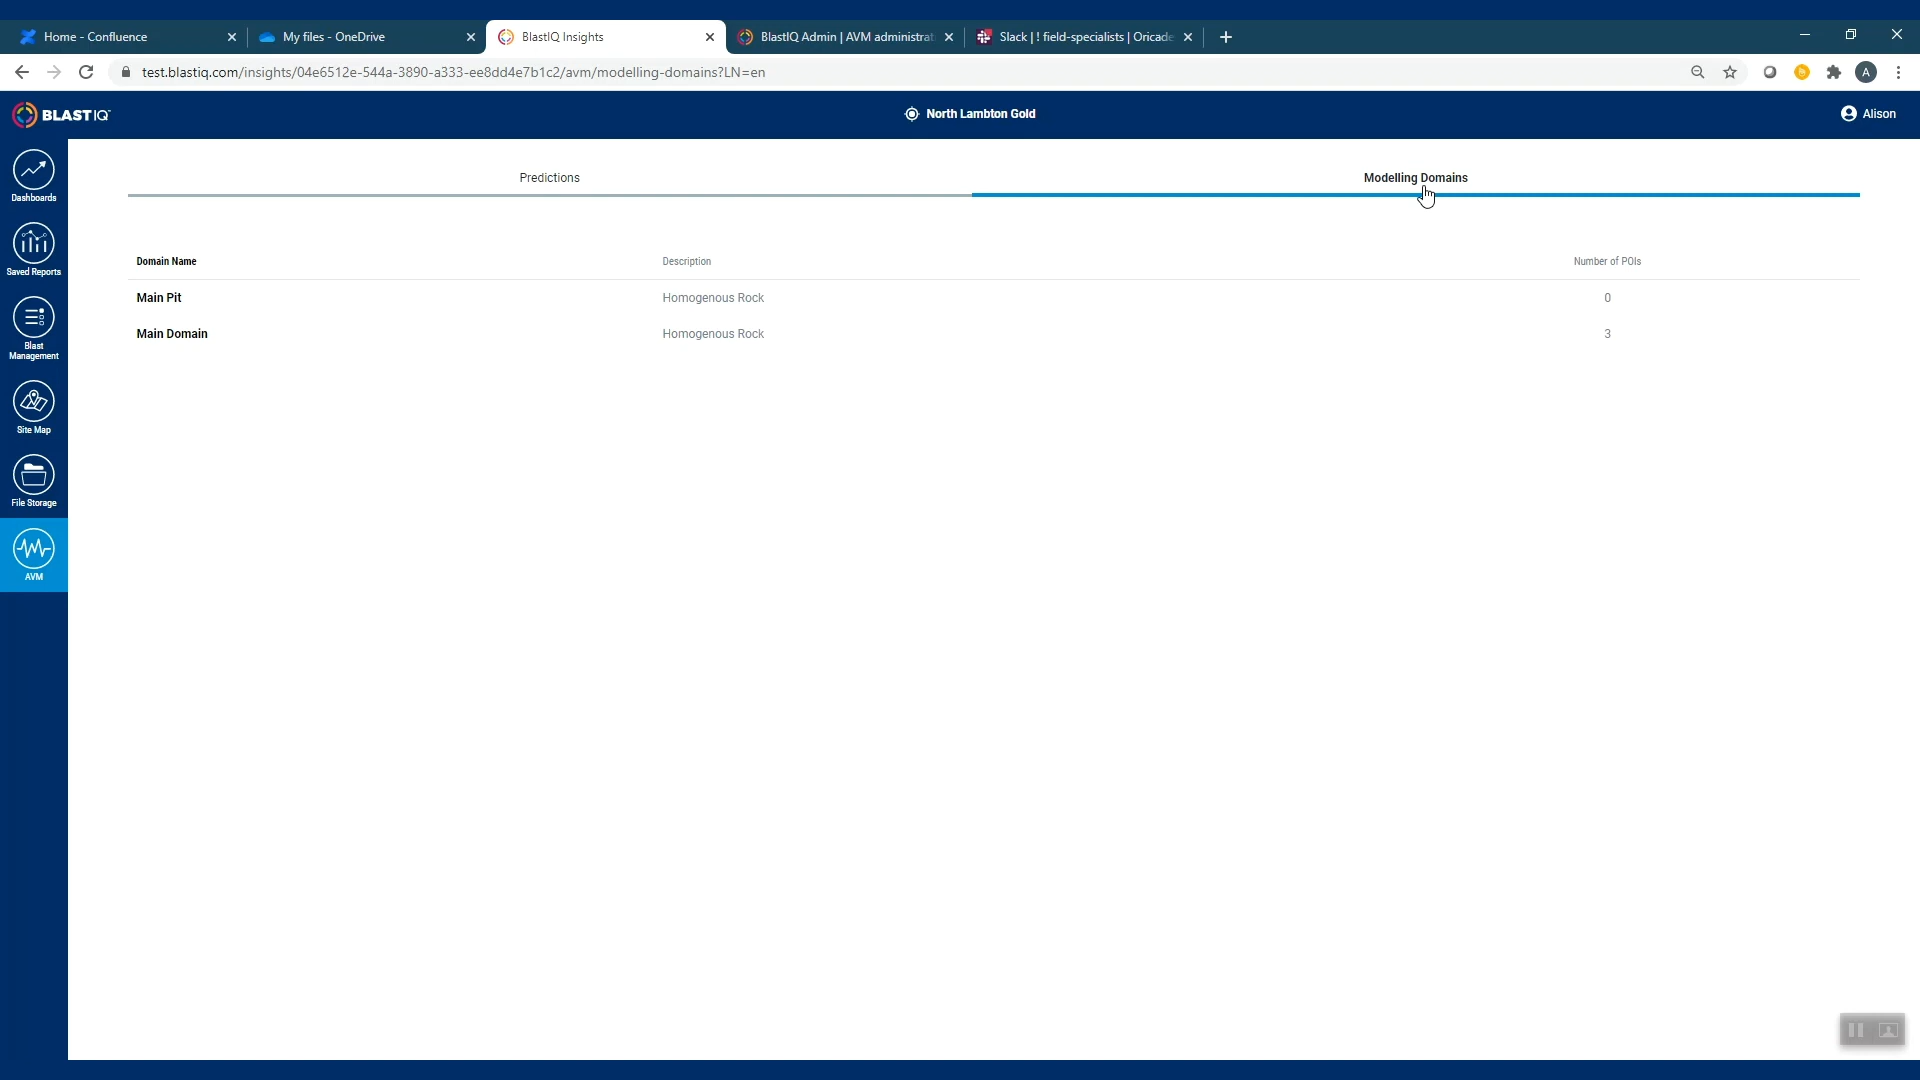 Home - Confluence
My files - OneDrive
BlastIQ Insights
BlastIQ Admin | AVM administrat
Slack | ! field-specialists | Oricade
test.blastiq.com/insights/04e6512e-544a-3890-a333-ee8dd4e7b1c2/avm/modelling-domains?LN=en
A
BLASTIQ™
North Lambton Gold
Alison
Dashboards
Saved Reports
Blast
Management
Site Map
File Storage
AVM
Predictions
Modelling Domains
Domain Name
Description
Number of POIs
Main Pit
Homogenous Rock
0
Main Domain
Homogenous Rock
3